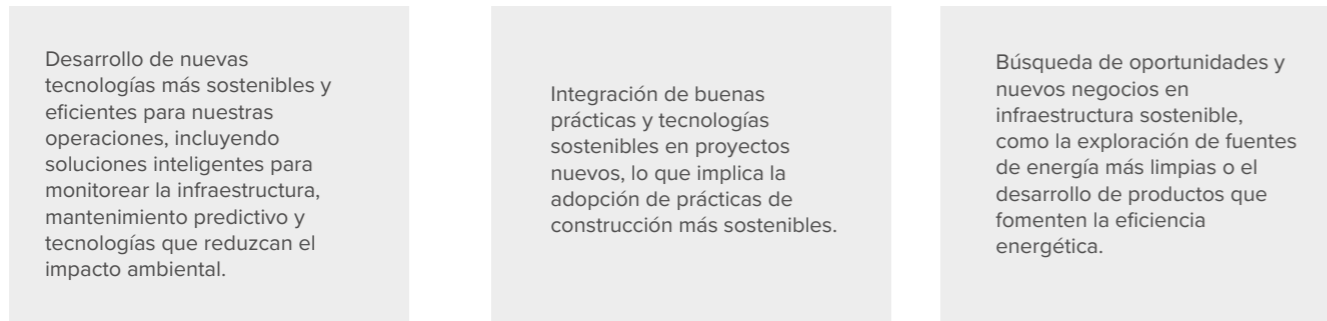 Desarrollo de nuevas
tecnologías más sostenibles y
eficientes para nuestras
operaciones, incluyendo
soluciones inteligentes para
monitorear la infraestructura,
mantenimiento predictivo y
tecnologías que reduzcan el
impacto ambiental.
Integración de buenas
prácticas y tecnologías
sostenibles en proyectos
nuevos, lo que implica la
adopción de prácticas de
construcción más sostenibles.
Búsqueda de oportunidades y
nuevos negocios en
infraestructura sostenible,
como la exploración de fuentes
de energía más limpias o el
desarrollo de productos que
fomenten la eficiencia
energética.